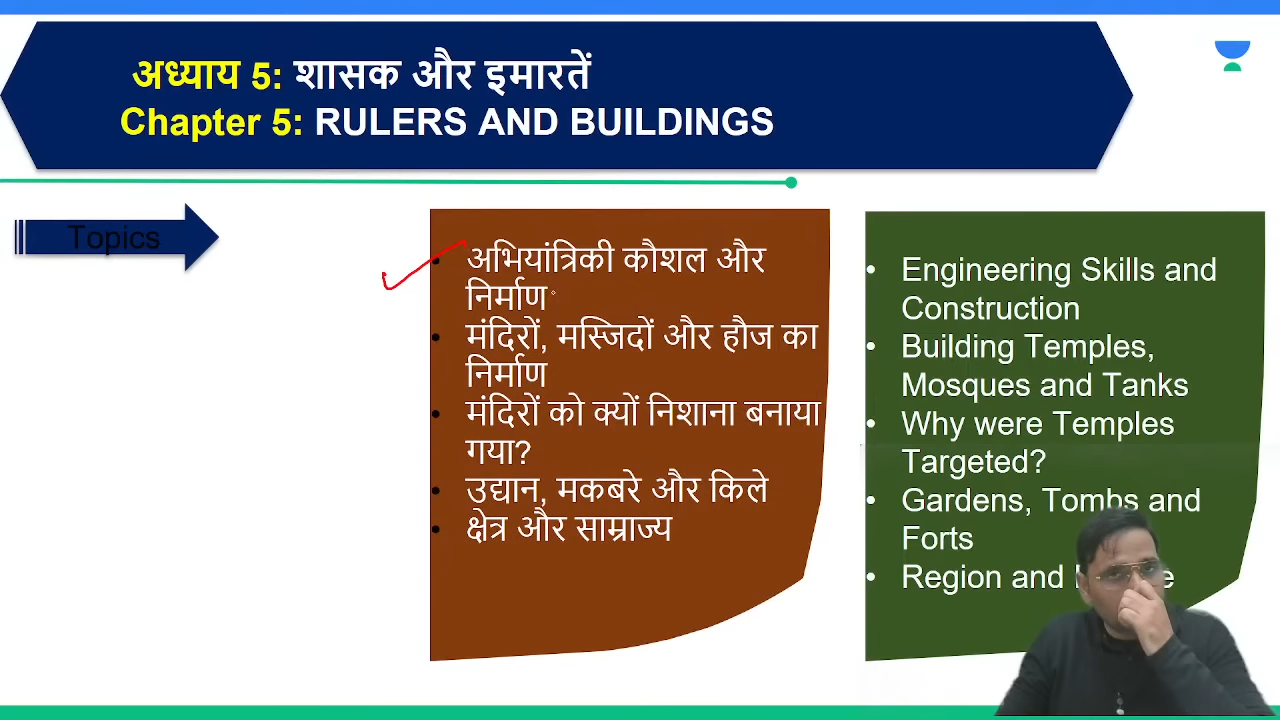 अध्याय 5: शासक और इमारतें
Chapter 5: RULERS AND BUILDINGS
Topics
• अभियांत्रिकी कौशल और
निर्माण
• मंदिरों, मस्जिदों और हौज का
निर्माण
• मंदिरों को क्यों निशाना बनाया
गया?
• उद्यान, मकबरे और किले
• क्षेत्र और साम्राज्य
• Engineering Skills and
Construction
• Building Temples,
Mosques and Tanks
• Why were Temples
Targeted?
• Gardens, Tombs and
Forts
• Region and